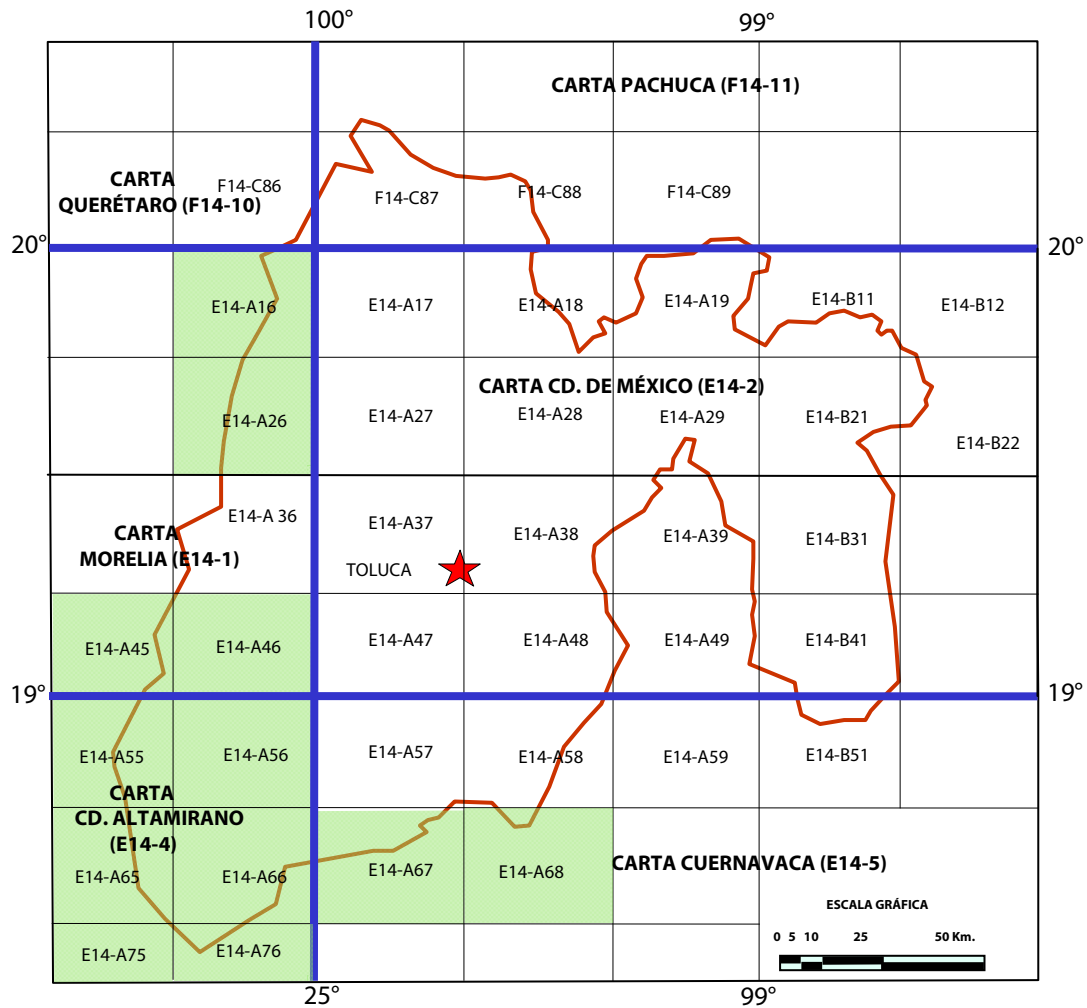 100°
99°
CARTA PACHUCA (F14-11)
CARTA
QUERÉTARO (F14-10)
F14-C86
F14-C87
F14-C88
F14-C89
20°
20°
E14-A16
E14-A17
E14-A18
E14-A19
E14-B11
E14-B12
CARTA CD. DE MÉXICO (E14-2)
E14-A26
E14-A27
E14-A28
E14-A29
E14-B21
E14-B22
CARTA
MORELIA (E14-1)
E14-A 36
E14-A37
E14-A38
E14-A39
E14-B31
TOLUCA
E14-A45
E14-A46
E14-A47
E14-A48
E14-A49
E14-B41
19°
19°
E14-A55
E14-A56
E14-A57
E14-A58
E14-A59
E14-B51
CARTA
CD. ALTAMIRANO
(E14-4)
E14-A65
E14-A66
E14-A67
E14-A68
CARTA CUERNAVACA (E14-5)
E14-A75
E14-A76
ESCALA GRÁFICA
0 5 10 25 50 Km.
25°
99°